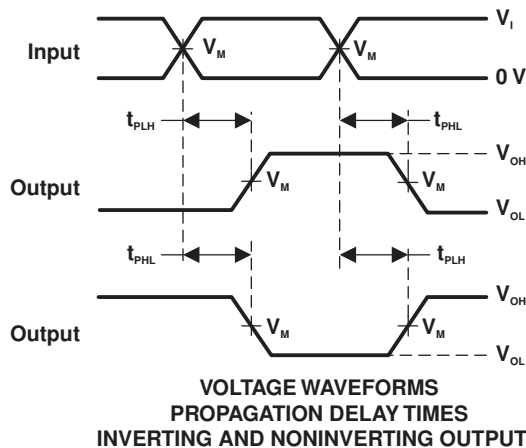 Input
V_M
V_M
V_I
0 V
t_PLH
t_PHL
Output
V_M
V_M
V_OH
V_OL
t_PHL
t_PLH
Output
V_M
V_M
V_OH
V_OL
VOLTAGE WAVEFORMS
PROPAGATION DELAY TIMES
INVERTING AND NONINVERTING OUTPUT